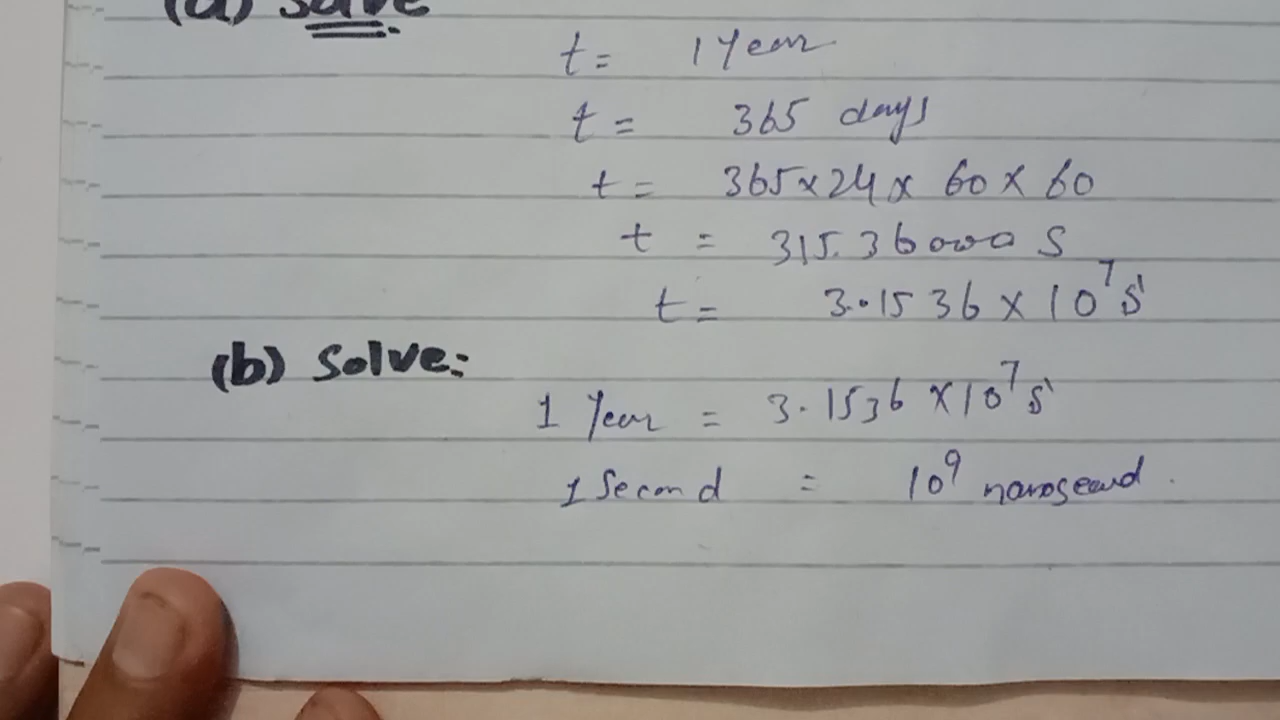 (a) Solve
t = 1 Year
t = 365 days
t = 365 x 24 x 60 x 60
t = 315.36000 S
t = 3.1536 x 10⁷ S
(b) Solve:
1 Year = 3.1536 x 10⁷ S
1 Second = 10⁹ nanosecond.